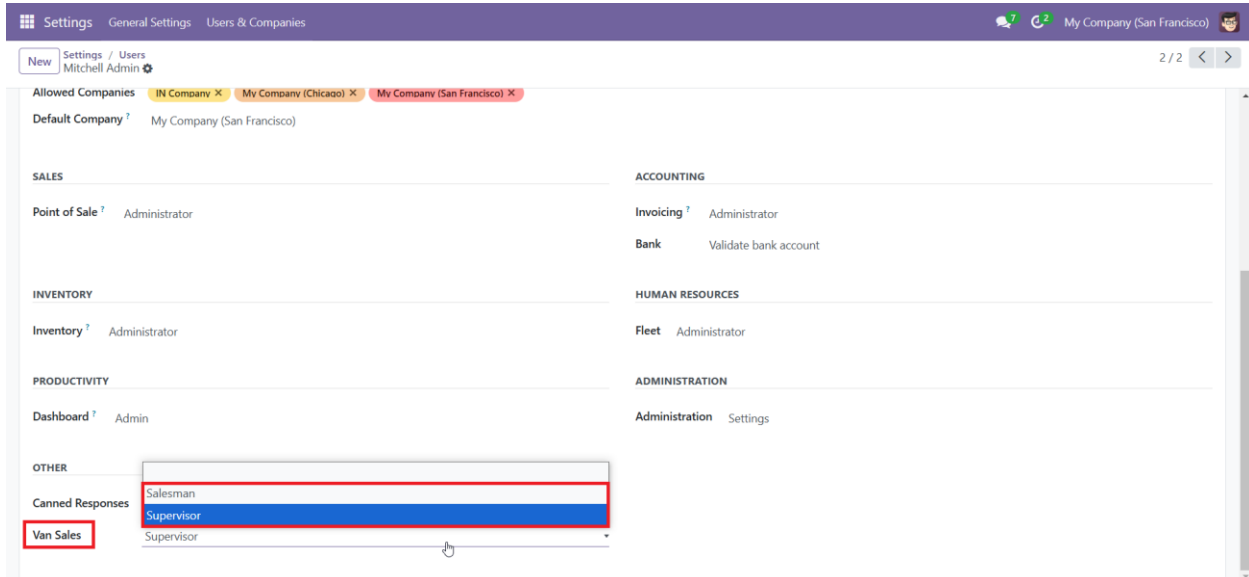 Settings General Settings Users & Companies 7 2 My Company (San Francisco)
New Settings / Users 2 / 2
Mitchell Admin
Allowed Companies IN Company × My Company (Chicago) × My Company (San Francisco) ×
Default Company ? My Company (San Francisco)
SALES ACCOUNTING
Point of Sale ? Administrator Invoicing ? Administrator
Bank Validate bank account
INVENTORY HUMAN RESOURCES
Inventory ? Administrator Fleet Administrator
PRODUCTIVITY ADMINISTRATION
Dashboard ? Admin Administration Settings
OTHER
Salesman
Canned Responses
Supervisor
Van Sales Supervisor